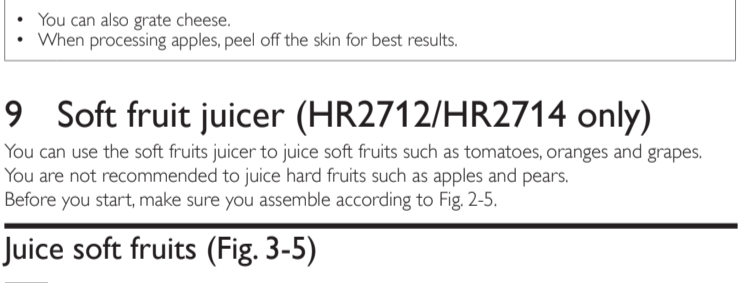 • You can also grate cheese.
• When processing apples, peel off the skin for best results.
9 Soft fruit juicer (HR2712/HR2714 only)
You can use the soft fruits juicer to juice soft fruits such as tomatoes, oranges and grapes.
You are not recommended to juice hard fruits such as apples and pears.
Before you start, make sure you assemble according to Fig. 2-5.
Juice soft fruits (Fig. 3-5)